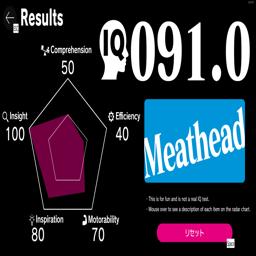 Results
IQ 091.0
Comprehension
50
Insight
100
Efficiency
40
Inspiration
80
Motorability
70
Meathead
- This is for fun and is not a real IQ test.
- Mouse over to see a description of each item on the radar chart.
リセット